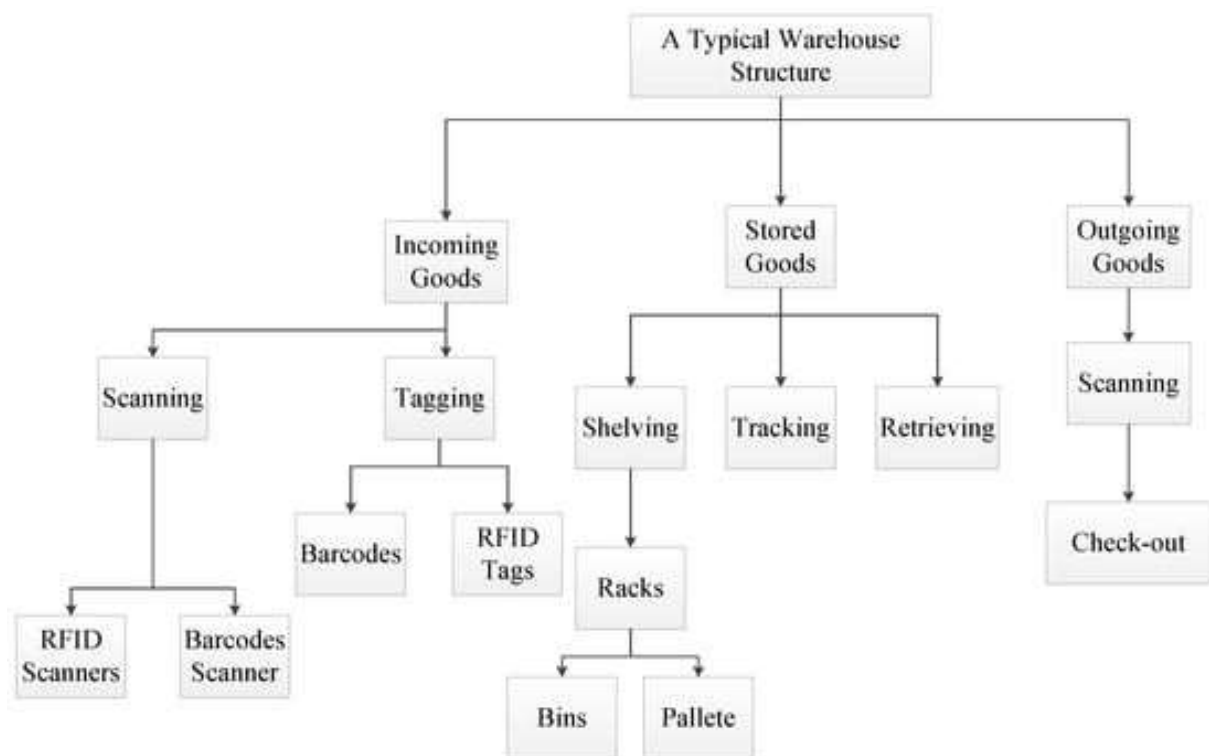 A Typical Warehouse
Structure
Incoming
Goods
Stored
Goods
Outgoing
Goods
Scanning
Tagging
Shelving
Tracking
Retrieving
Scanning
Barcodes
RFID
Tags
Racks
Check-out
RFID
Scanners
Barcodes
Scanner
Bins
Pallete